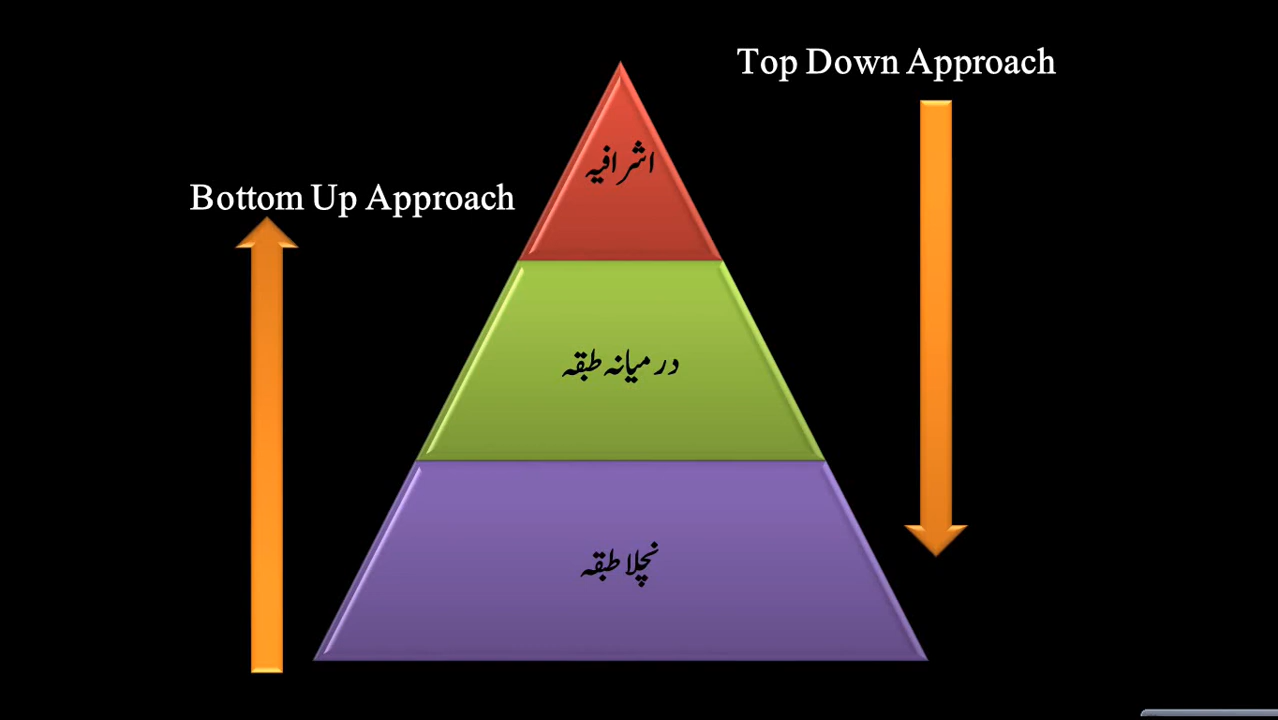 Top Down Approach
اشرافیہ
Bottom Up Approach
درمیانہ طبقہ
نچلا طبقہ